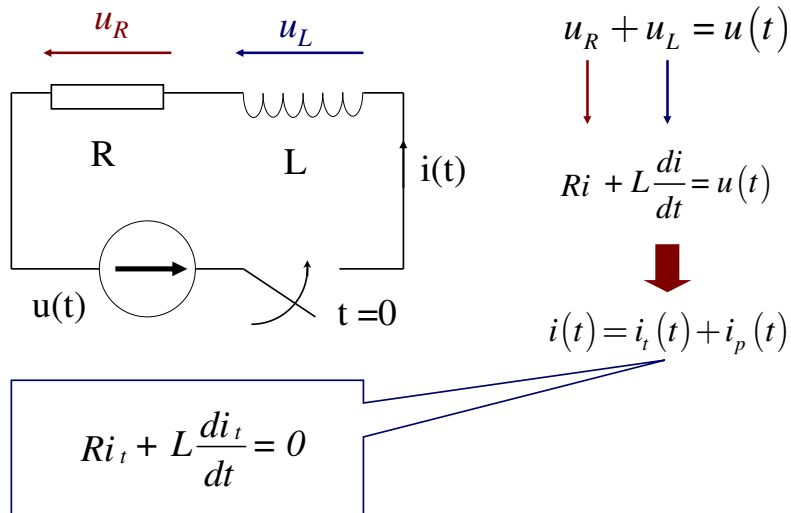 u_R
u_L
R
L
i(t)
u(t)
t =0
u_R + u_L = u(t)
Ri + L di/dt = u(t)
i(t) = i_t(t) + i_p(t)
Ri_t + L di_t/dt = 0